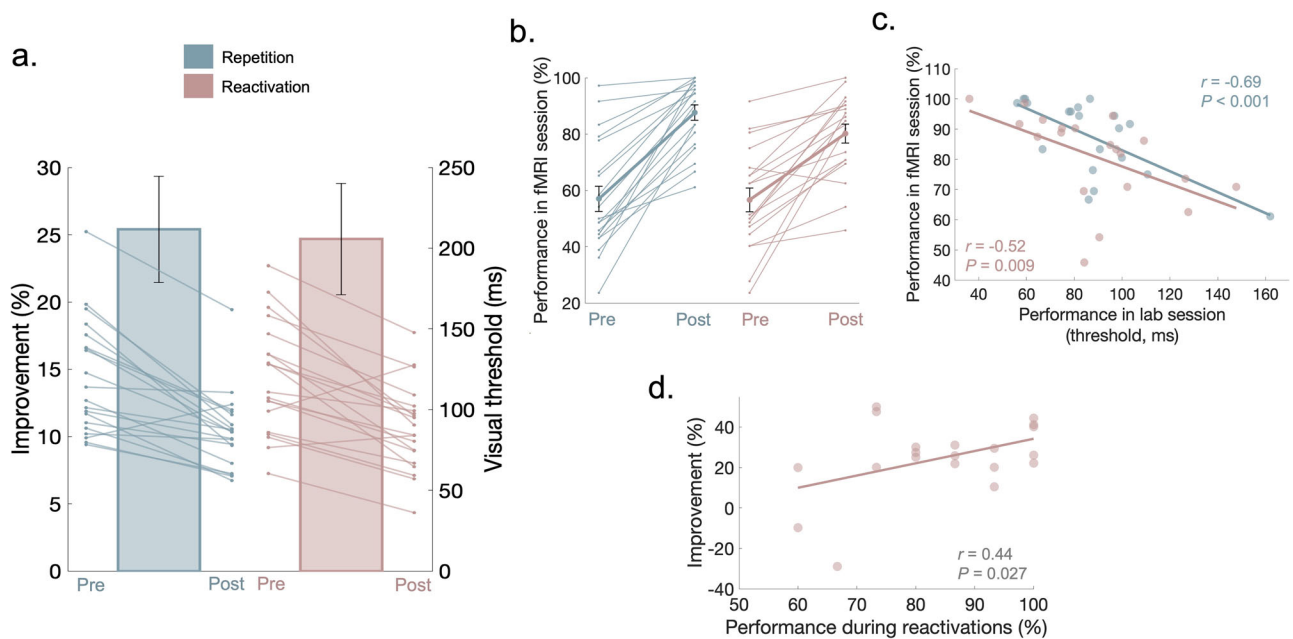 a.
Repetition
Reactivation
Improvement (%)
30
25
20
15
10
5
0
250
200
150
100
50
0
Visual threshold (ms)
Pre
Post
Pre
Post
b.
Performance in fMRI session (%)
100
80
60
40
20
Pre
Post
Pre
Post
c.
Performance in fMRI session (%)
110
100
90
80
70
60
50
40
r = -0.69
P < 0.001
r = -0.52
P = 0.009
40
60
80
100
120
140
160
Performance in lab session
(threshold, ms)
d.
Improvement (%)
40
20
0
-20
-40
r = 0.44
P = 0.027
50
60
70
80
90
100
Performance during reactivations (%)